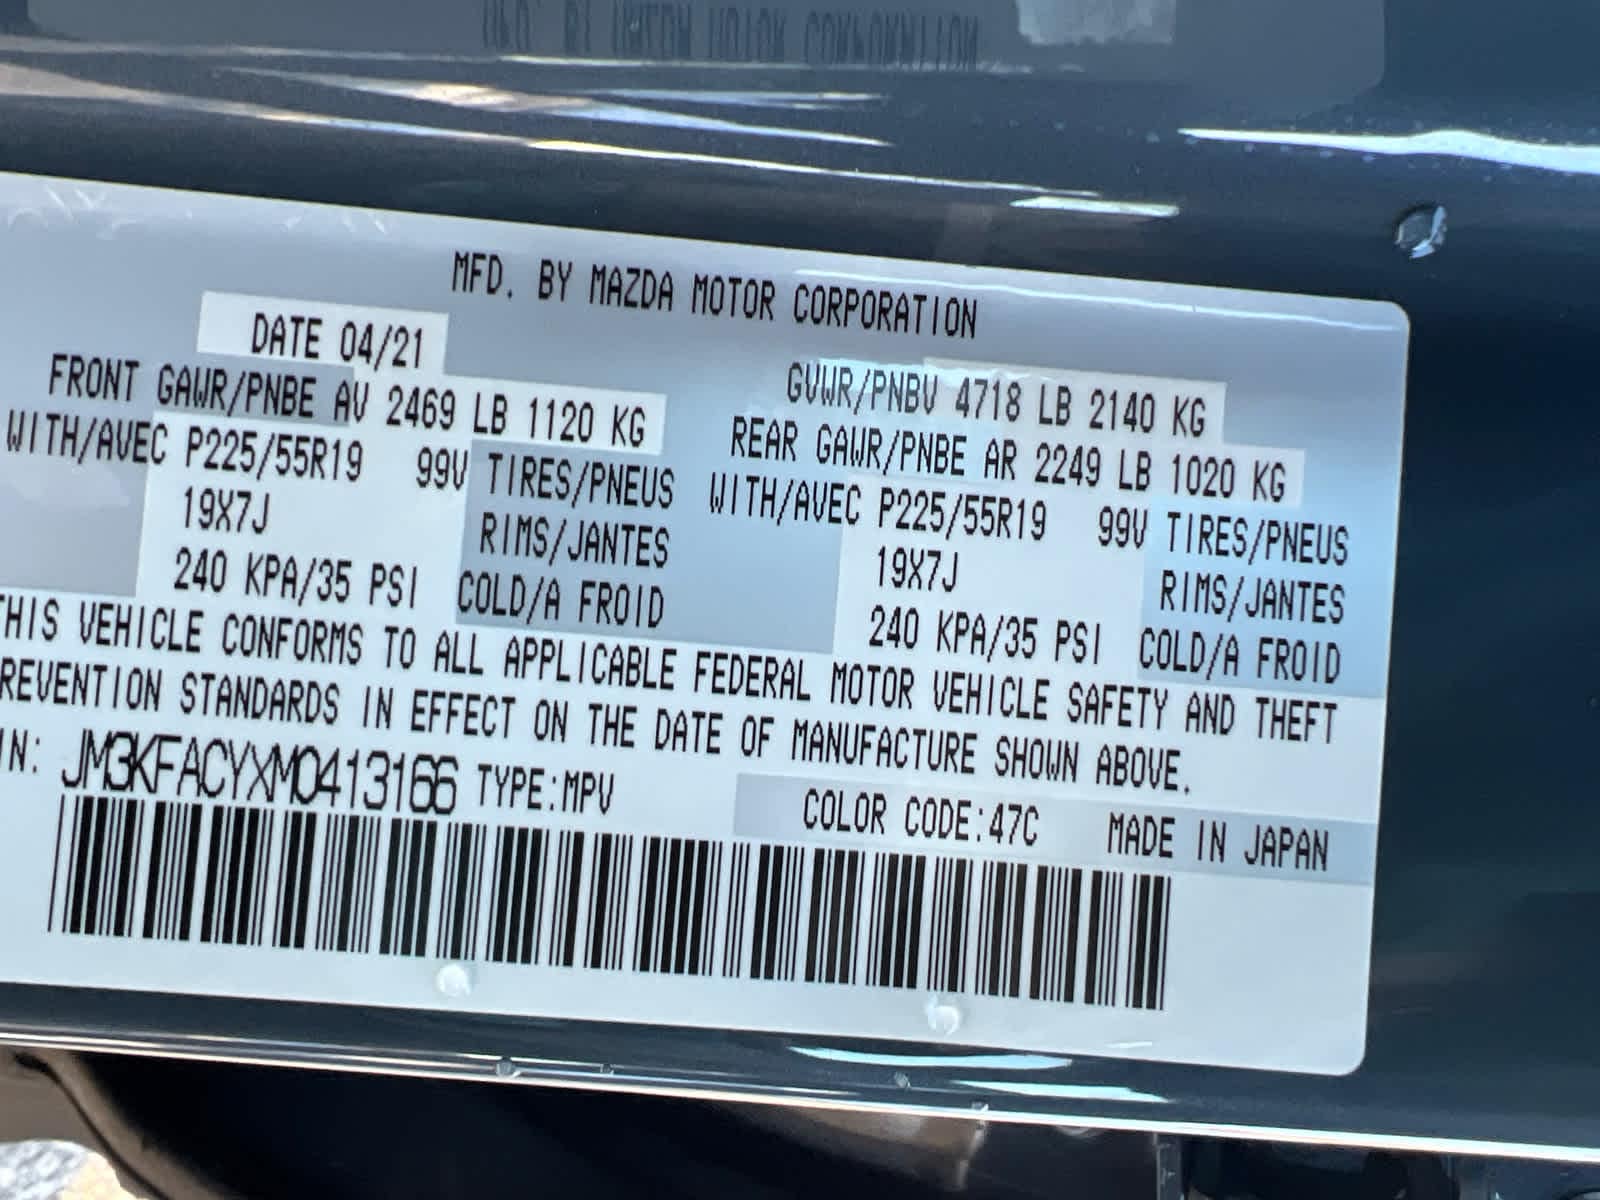 MFD. BY MAZDA MOTOR CORPORATION
DATE 04/21 GVWR/PNBV 4718 LB 2140 KG
FRONT GAWR/PNBE AV 2469 LB 1120 KG REAR GAWR/PNBE AR 2249 LB 1020 KG
WITH/AVEC P225/55R19 99V TIRES/PNEUS WITH/AVEC P225/55R19 99V TIRES/PNEUS
19X7J RIMS/JANTES 19X7J RIMS/JANTES
240 KPA/35 PSI COLD/A FROID 240 KPA/35 PSI COLD/A FROID
THIS VEHICLE CONFORMS TO ALL APPLICABLE FEDERAL MOTOR VEHICLE SAFETY AND THEFT
REVENTION STANDARDS IN EFFECT ON THE DATE OF MANUFACTURE SHOWN ABOVE.
IN: JM3KFACYXM0413166 TYPE:MPV COLOR CODE:47C MADE IN JAPAN